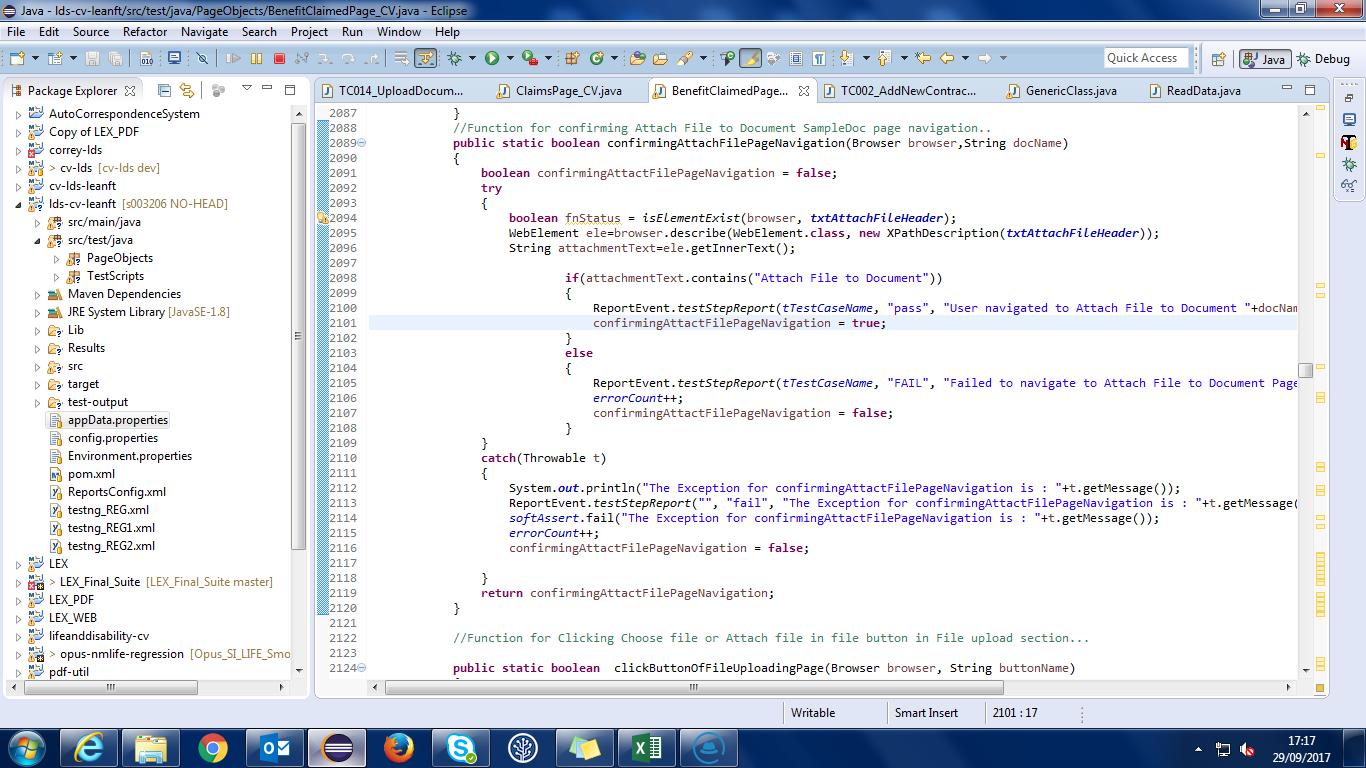 Java - lds-cv-leanft/src/test/java/PageObjects/BenefitClaimedPage_CV.java - Eclipse
File Edit Source Refactor Navigate Search Project Run Window Help
Quick Access Java Debug
Package Explorer
AutoCorrespondenceSystem
Copy of LEX_PDF
correy-lds
> cv-lds [cv-lds dev]
cv-lds-leanft
lds-cv-leanft [s003206 NO-HEAD]
src/main/java
src/test/java
PageObjects
TestScripts
Maven Dependencies
JRE System Library [JavaSE-1.8]
Lib
Results
src
target
test-output
appData.properties
config.properties
Environment.properties
pom.xml
ReportsConfig.xml
testng_REG.xml
testng_REG1.xml
testng_REG2.xml
LEX
> LEX_Final_Suite [LEX_Final_Suite master]
LEX_PDF
LEX_WEB
lifeanddisability-cv
> opus-nmlife-regression [Opus_SI_LIFE_Smo
pdf-util
TC014_UploadDocum... ClaimsPage_CV.java BenefitClaimedPage... TC002_AddNewContrac... GenericClass.java ReadData.java
2087 }
2088 //Function for confirming Attach File to Document SampleDoc page navigation..
2089 public static boolean confirmingAttachFilePageNavigation(Browser browser,String docName)
2090 {
2091 boolean confirmingAttactFilePageNavigation = false;
2092 try
2093 {
2094 boolean fnStatus = isElementExist(browser, txtAttachFileHeader);
2095 WebElement ele=browser.describe(WebElement.class, new XPathDescription(txtAttachFileHeader));
2096 String attachmentText=ele.getInnerText();
2097
2098 if(attachmentText.contains("Attach File to Document"))
2099 {
2100 ReportEvent.testStepReport(tTestCaseName, "pass", "User navigated to Attach File to Document "+docNam
2101 confirmingAttactFilePageNavigation = true;
2102 }
2103 else
2104 {
2105 ReportEvent.testStepReport(tTestCaseName, "FAIL", "Failed to navigate to Attach File to Document Page
2106 errorCount++;
2107 confirmingAttactFilePageNavigation = false;
2108 }
2109 }
2110 catch(Throwable t)
2111 {
2112 System.out.println("The Exception for confirmingAttactFilePageNavigation is : "+t.getMessage());
2113 ReportEvent.testStepReport("", "fail", "The Exception for confirmingAttactFilePageNavigation is : "+t.getMessage(
2114 softAssert.fail("The Exception for confirmingAttactFilePageNavigation is : "+t.getMessage());
2115 errorCount++;
2116 confirmingAttactFilePageNavigation = false;
2117
2118 }
2119 return confirmingAttactFilePageNavigation;
2120 }
2121
2122 //Function for Clicking Choose file or Attach file in file button in File upload section...
2123
2124 public static boolean clickButtonOfFileUploadingPage(Browser browser, String buttonName)
Writable Smart Insert 2101 : 17
17:17
29/09/2017